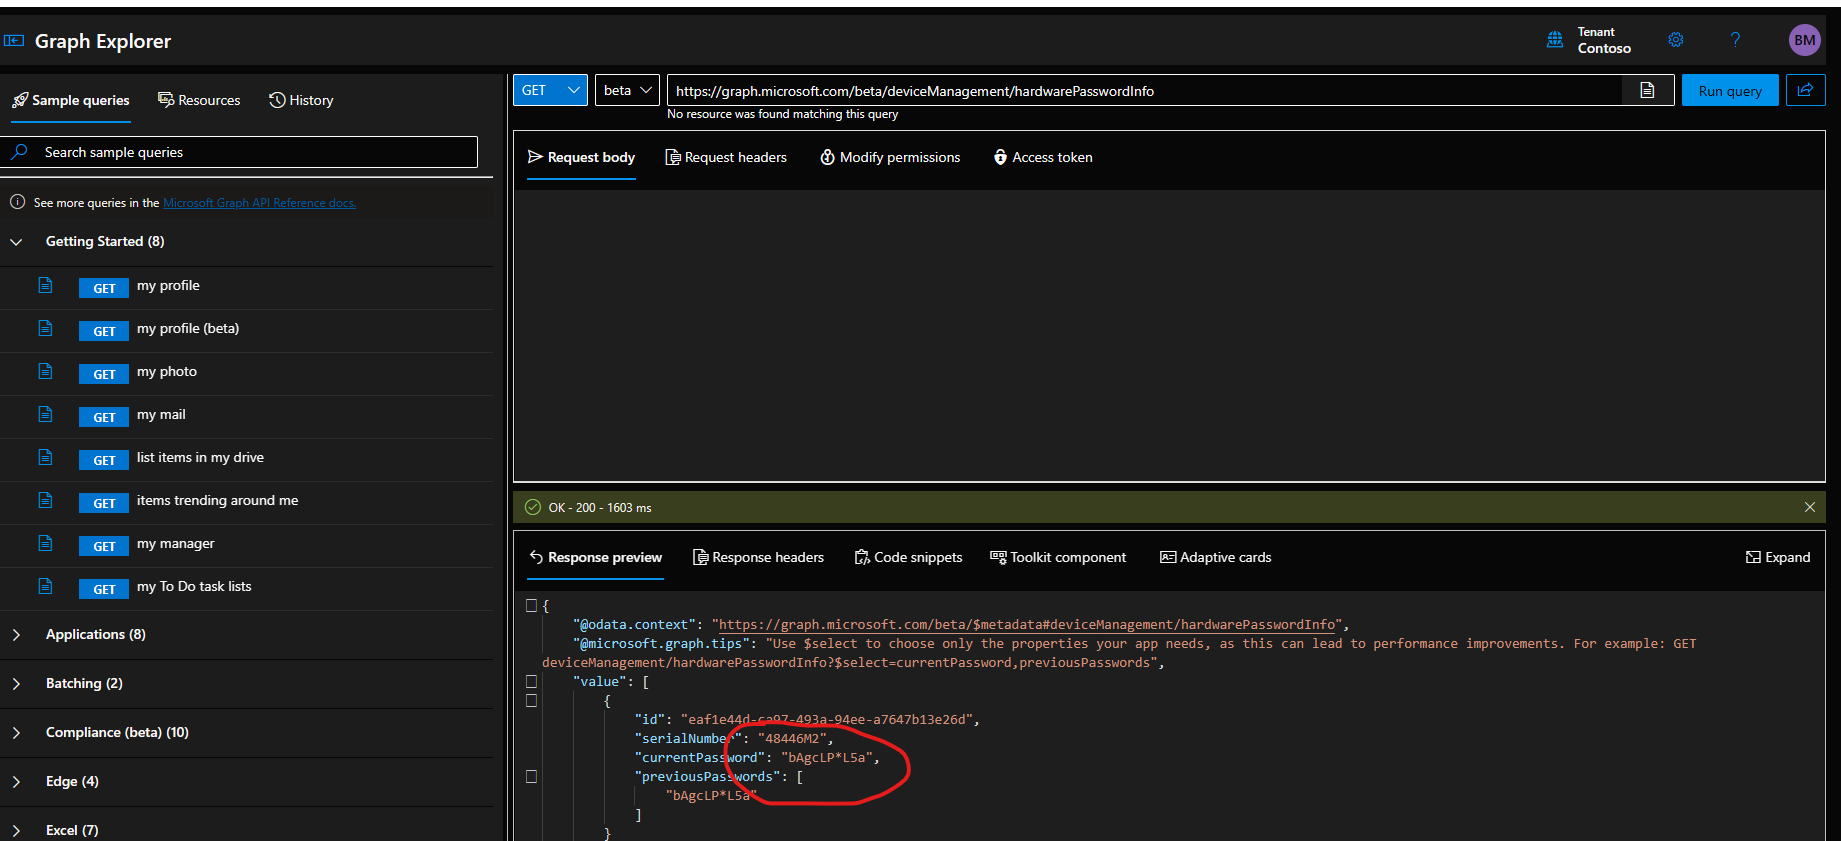 Graph Explorer
Tenant
Contoso
?
BM
Sample queries
Resources
History
Search sample queries
See more queries in the Microsoft Graph API Reference docs.
Getting Started (8)
GET my profile
GET my profile (beta)
GET my photo
GET my mail
GET list items in my drive
GET items trending around me
GET my manager
GET my To Do task lists
Applications (8)
Batching (2)
Compliance (beta) (10)
Edge (4)
Excel (7)
GET
beta
https://graph.microsoft.com/beta/deviceManagement/hardwarePasswordInfo
Run query
No resource was found matching this query
Request body
Request headers
Modify permissions
Access token
OK - 200 - 1603 ms
Response preview
Response headers
Code snippets
Toolkit component
Adaptive cards
Expand
{
"@odata.context": "https://graph.microsoft.com/beta/$metadata#deviceManagement/hardwarePasswordInfo",
"@microsoft.graph.tips": "Use $select to choose only the properties your app needs, as this can lead to performance improvements. For example: GET
deviceManagement/hardwarePasswordInfo?$select=currentPassword,previousPasswords",
"value": [
{
"id": "eaf1e44d-ca97-493a-94ee-a7647b13e26d",
"serialNumber": "48446M2",
"currentPassword": "bAgcLP*L5a",
"previousPasswords": [
"bAgcLP*L5a"
]
}